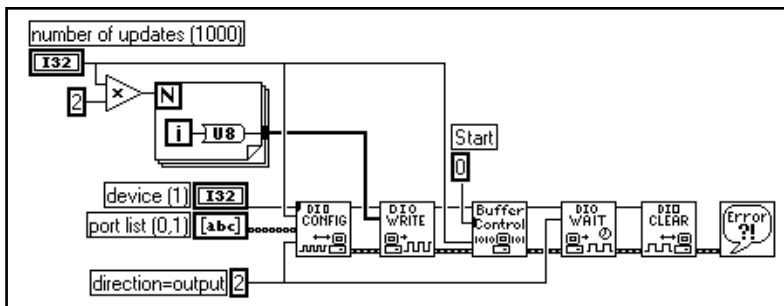 number of updates (1000)
I32
2
×
N
i
U8
Start
0
device (1)
I32
port list (0,1)
[abc]
DIO CONFIG
DIO WRITE
Buffer Control
DIO WAIT
DIO CLEAR
Error ?!
direction=output
2